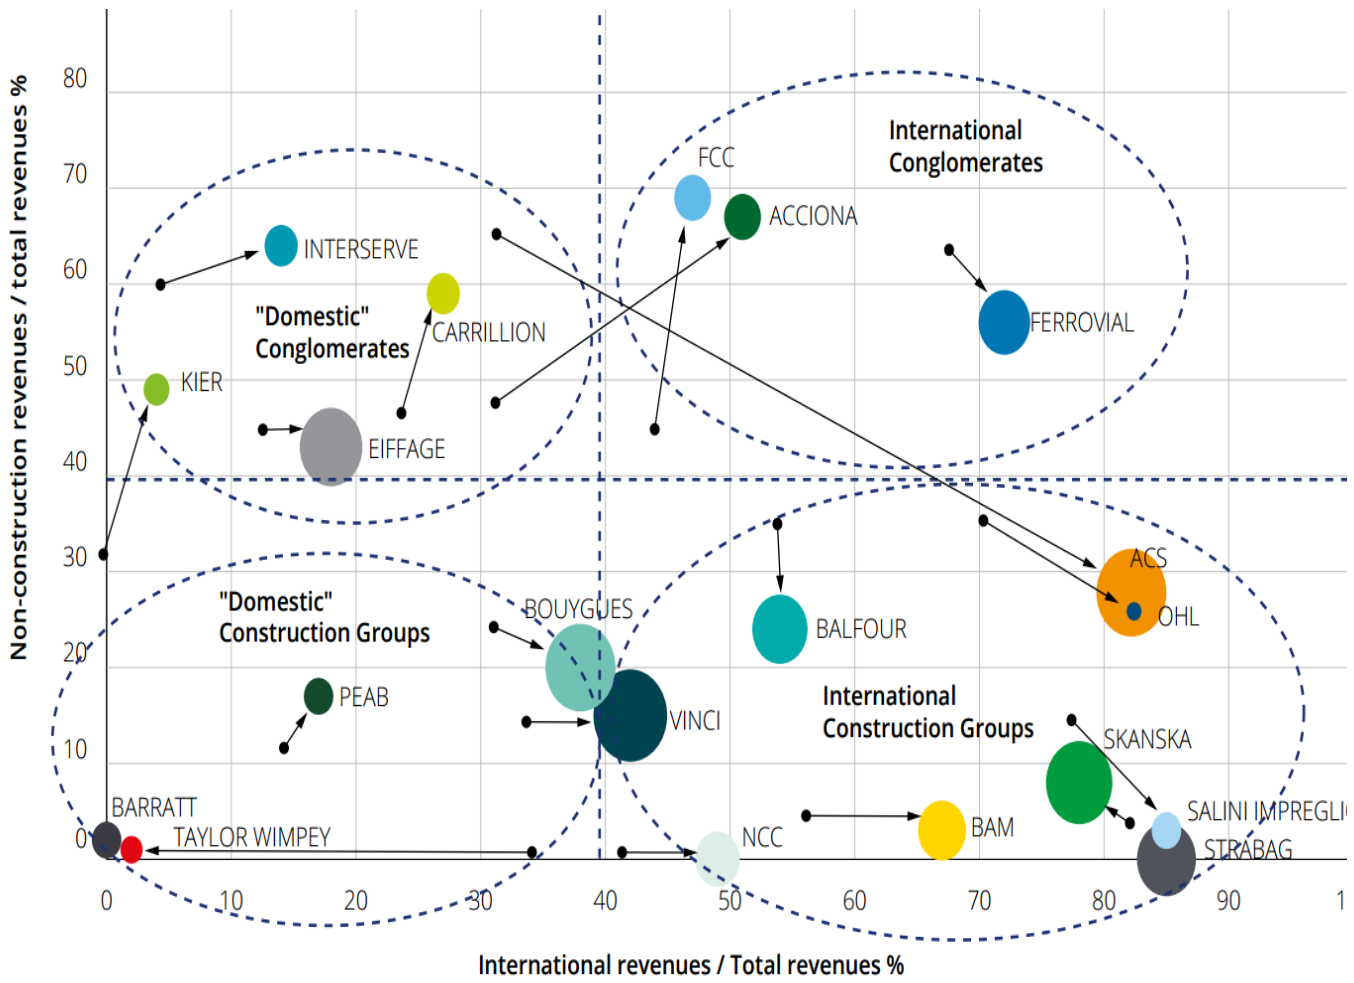 Non-construction revenues / total revenues %
80
70
60
50
40
30
20
10
0
International
Conglomerates
FCC
ACCIONA
INTERSERVE
FERROVIAL
"Domestic"
Conglomerates
CARRILLION
KIER
EIFFAGE
ACS
OHL
"Domestic"
Construction Groups
BOUYGUES
BALFOUR
PEAB
VINCI
International
Construction Groups
SKANSKA
BARRATT
TAYLOR WIMPEY
NCC
BAM
SALINI IMPREGLIO
STRABAG
0 10 20 30 40 50 60 70 80 90 1
International revenues / Total revenues %